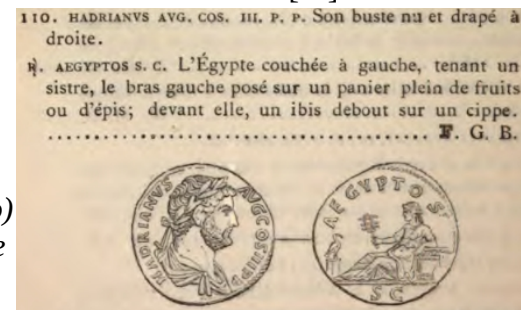 110. HADRIANVS AVG. COS. III. P. P. Son buste nu et drapé à
droite.
℞. AEGYPTOS S. C. L'Égypte couchée à gauche, tenant un
sistre, le bras gauche posé sur un panier plein de fruits
ou d'épis; devant elle, un ibis debout sur un cippe.
........................................ F. G. B.
HADRIANVS AVG COS III PP
AEGYPTOS
S C